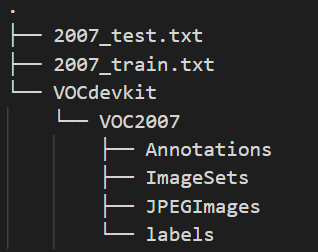 .
├── 2007_test.txt
├── 2007_train.txt
└── VOCdevkit
    └── VOC2007
        ├── Annotations
        ├── ImageSets
        ├── JPEGImages
        └── labels